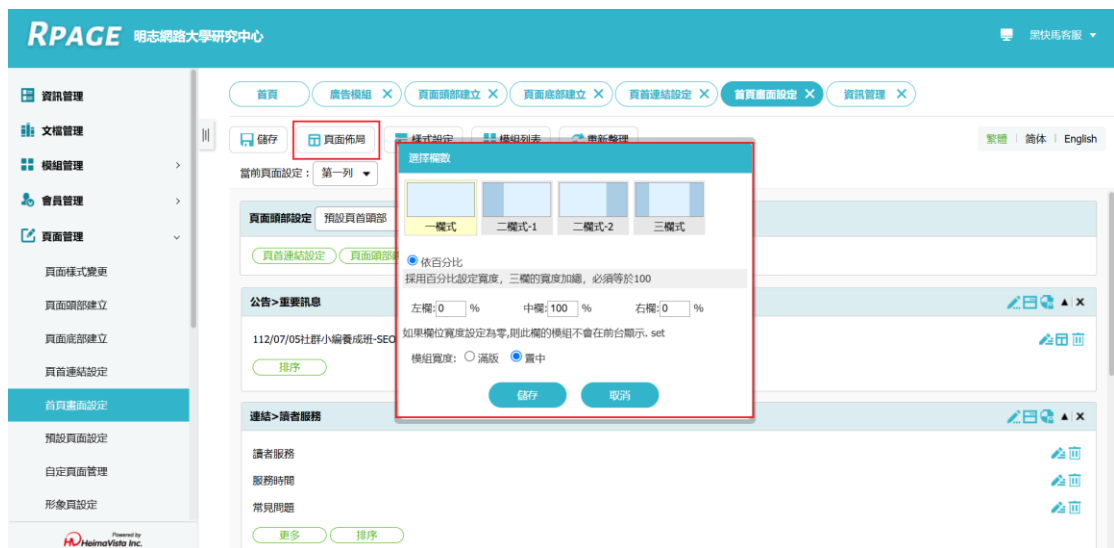 RPAGE 明志網路大學研究中心
黑快馬客服
資訊管理
文檔管理
模組管理
會員管理
頁面管理
頁面樣式變更
頁面頭部建立
頁面底部建立
頁首連結設定
首頁畫面設定
預設頁面設定
自定頁面管理
形象頁設定
Powered by
HeimaVista Inc.
首頁 廣告模組 頁面頭部建立 頁面底部建立 頁首連結設定 首頁畫面設定 資訊管理
儲存 頁面佈局 樣式設定 模組列表 重新整理
繁體 简体 English
當前頁面設定： 第一列
頁面頭部設定 預設頁首頭部
頁首連結設定 頁面頭部
公告>重要訊息
112/07/05社群小編養成班-SEO
排序
連結>讀者服務
讀者服務
服務時間
常見問題
更多 排序
選擇欄數
一欄式 二欄式-1 二欄式-2 三欄式
依百分比
採用百分比設定寬度，三欄的寬度加總，必須等於100
左欄:0 % 中欄:100 % 右欄:0 %
如果欄位寬度設定為零,則此欄的模組不會在前台顯示. set
模組寬度: 滿版 置中
儲存 取消